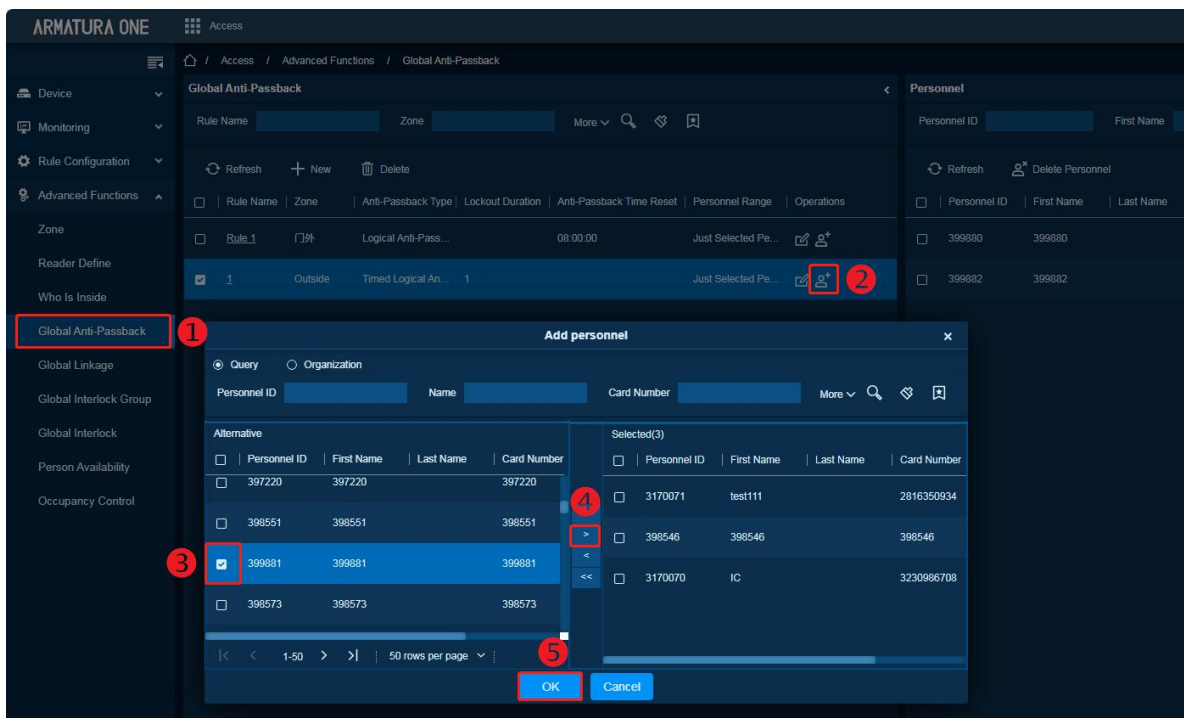 ARMATURA ONE
Access
/ Access / Advanced Functions / Global Anti-Passback
Device
Monitoring
Rule Configuration
Advanced Functions
Zone
Reader Define
Who Is Inside
Global Anti-Passback
Global Linkage
Global Interlock Group
Global Interlock
Person Availability
Occupancy Control
Global Anti-Passback <
Rule Name Zone More
Refresh New Delete
Rule Name Zone Anti-Passback Type Lockout Duration Anti-Passback Time Reset Personnel Range Operations
Rule 1 门外 Logical Anti-Pass... 08:00:00 Just Selected Pe...
1 Outside Timed Logical An... 1 Just Selected Pe...
2
Personnel
Personnel ID First Name
Refresh Delete Personnel
Personnel ID First Name Last Name
399880 399880
399882 399882
1
Add personnel ×
Query Organization
Personnel ID Name Card Number More
Alternative
Personnel ID First Name Last Name Card Number
397220 397220 397220
398551 398551 398551
3
399881 399881 399881
398573 398573 398573
|< < 1-50 > >| 50 rows per page
4
>
<
<<
Selected(3)
Personnel ID First Name Last Name Card Number
3170071 test111 2816350934
398546 398546 398546
3170070 IC 3230986708
5
OK Cancel